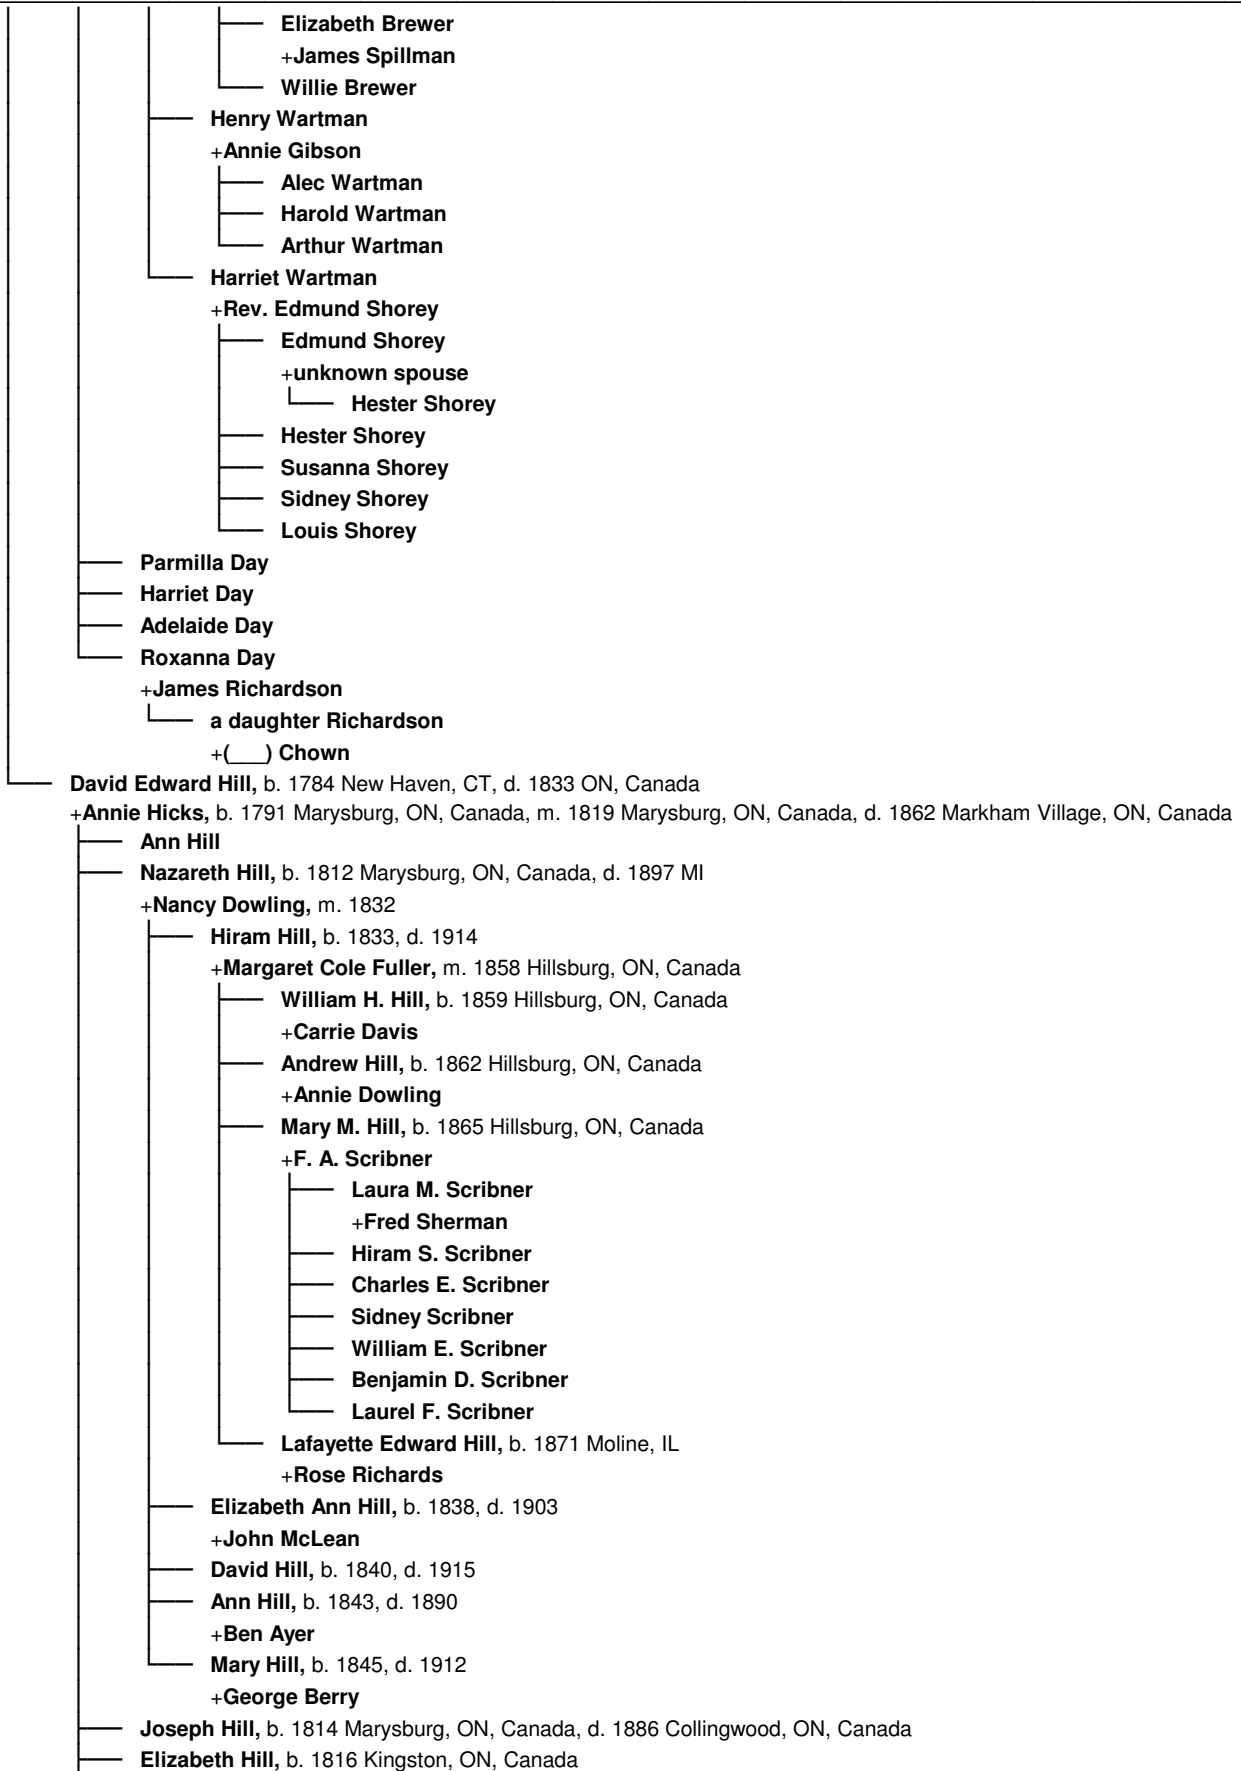 Elizabeth Brewer
+James Spillman
Willie Brewer
Henry Wartman
+Annie Gibson
Alec Wartman
Harold Wartman
Arthur Wartman
Harriet Wartman
+Rev. Edmund Shorey
Edmund Shorey
+unknown spouse
Hester Shorey
Hester Shorey
Susanna Shorey
Sidney Shorey
Louis Shorey
Parmilla Day
Harriet Day
Adelaide Day
Roxanna Day
+James Richardson
a daughter Richardson
+(___) Chown
David Edward Hill, b. 1784 New Haven, CT, d. 1833 ON, Canada
+Annie Hicks, b. 1791 Marysburg, ON, Canada, m. 1819 Marysburg, ON, Canada, d. 1862 Markham Village, ON, Canada
Ann Hill
Nazareth Hill, b. 1812 Marysburg, ON, Canada, d. 1897 MI
+Nancy Dowling, m. 1832
Hiram Hill, b. 1833, d. 1914
+Margaret Cole Fuller, m. 1858 Hillsburg, ON, Canada
William H. Hill, b. 1859 Hillsburg, ON, Canada
+Carrie Davis
Andrew Hill, b. 1862 Hillsburg, ON, Canada
+Annie Dowling
Mary M. Hill, b. 1865 Hillsburg, ON, Canada
+F. A. Scribner
Laura M. Scribner
+Fred Sherman
Hiram S. Scribner
Charles E. Scribner
Sidney Scribner
William E. Scribner
Benjamin D. Scribner
Laurel F. Scribner
Lafayette Edward Hill, b. 1871 Moline, IL
+Rose Richards
Elizabeth Ann Hill, b. 1838, d. 1903
+John McLean
David Hill, b. 1840, d. 1915
Ann Hill, b. 1843, d. 1890
+Ben Ayer
Mary Hill, b. 1845, d. 1912
+George Berry
Joseph Hill, b. 1814 Marysburg, ON, Canada, d. 1886 Collingwood, ON, Canada
Elizabeth Hill, b. 1816 Kingston, ON, Canada